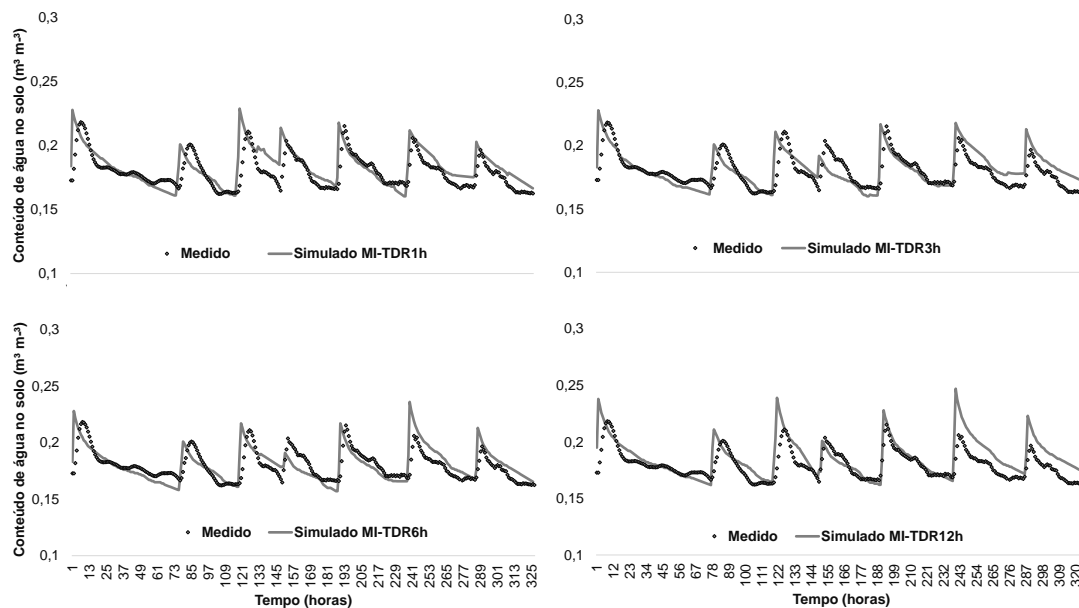 0,3
0,25
0,2
0,15
0,1
Conteúdo de água no solo (m³ m-³)
Medido Simulado MI-TDR1h
0,3
0,25
0,2
0,15
0,1
Medido Simulado MI-TDR3h
0,3
0,25
0,2
0,15
0,1
Conteúdo de água no solo (m³ m-³)
Medido Simulado MI-TDR6h
1 13 25 37 49 61 73 85 97 109 121 133 145 157 169 181 193 205 217 229 241 253 265 277 289 301 313 325
Tempo (horas)
0,3
0,25
0,2
0,15
0,1
Medido Simulado MI-TDR12h
1 12 23 34 45 56 67 78 89 100 111 122 133 144 155 166 177 188 199 210 221 232 243 254 265 276 287 298 309 320
Tempo (horas)